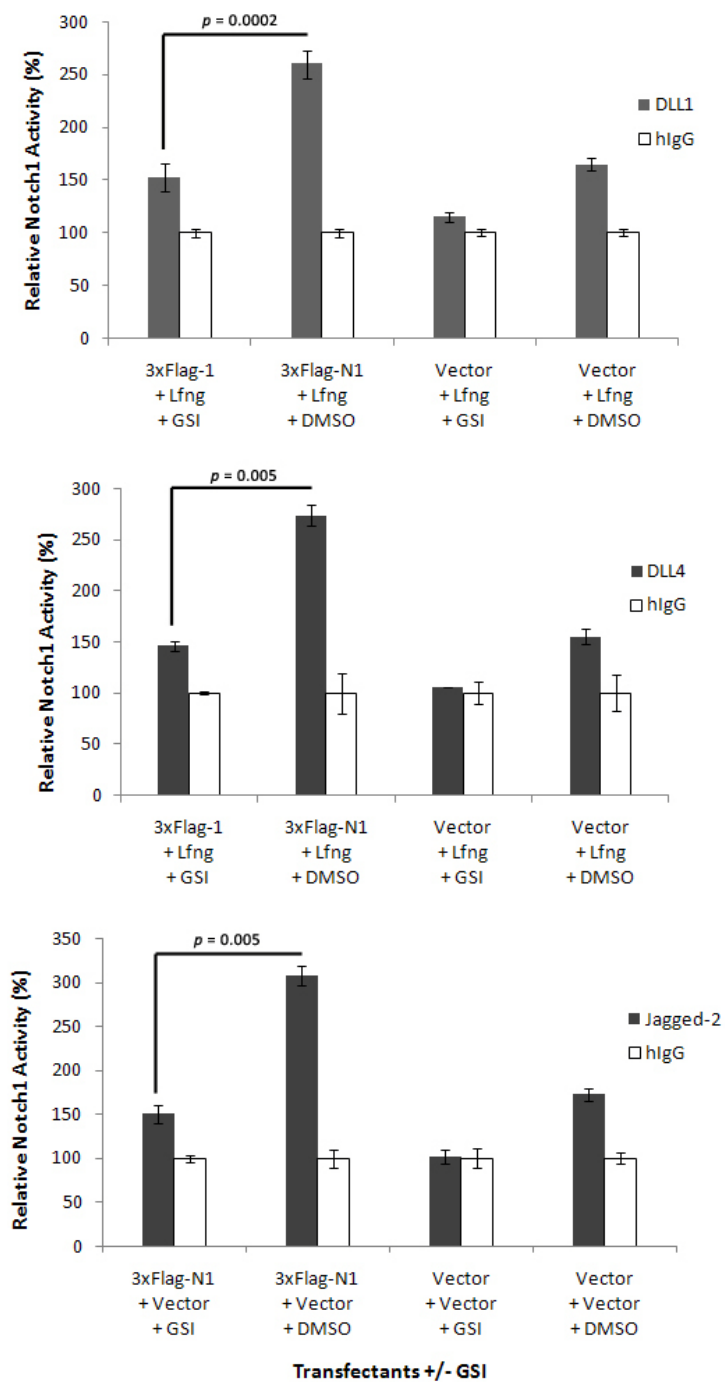 p = 0.0002
Relative Notch1 Activity (%)
300
250
200
150
100
50
0
DLL1
hIgG
3xFlag-1 + Lfng + GSI
3xFlag-N1 + Lfng + DMSO
Vector + Lfng + GSI
Vector + Lfng + DMSO
p = 0.005
Relative Notch1 Activity (%)
300
250
200
150
100
50
0
DLL4
hIgG
3xFlag-1 + Lfng + GSI
3xFlag-N1 + Lfng + DMSO
Vector + Lfng + GSI
Vector + Lfng + DMSO
p = 0.005
Relative Notch1 Activity (%)
350
300
250
200
150
100
50
0
Jagged-2
hIgG
3xFlag-N1 + Vector + GSI
3xFlag-N1 + Vector + DMSO
Vector + Vector + GSI
Vector + Vector + DMSO
Transfectants +/- GSI